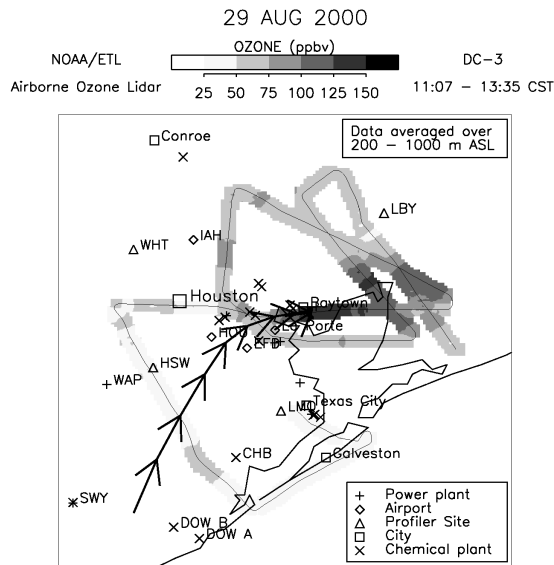 29 AUG 2000
OZONE (ppbv)
NOAA/ETL
DC-3
Airborne Ozone Lidar
25 50 75 100 125 150
11:07 - 13:35 CST
Data averaged over
200 - 1000 m ASL
Conroe
LBY
IAH
WHT
Houston
Baytown
La Porte
HOU
EFD
HSW
WAP
Texas City
LMD
CHB
Galveston
SWY
DOW B
DOW A
Power plant
Airport
Profiler Site
City
Chemical plant